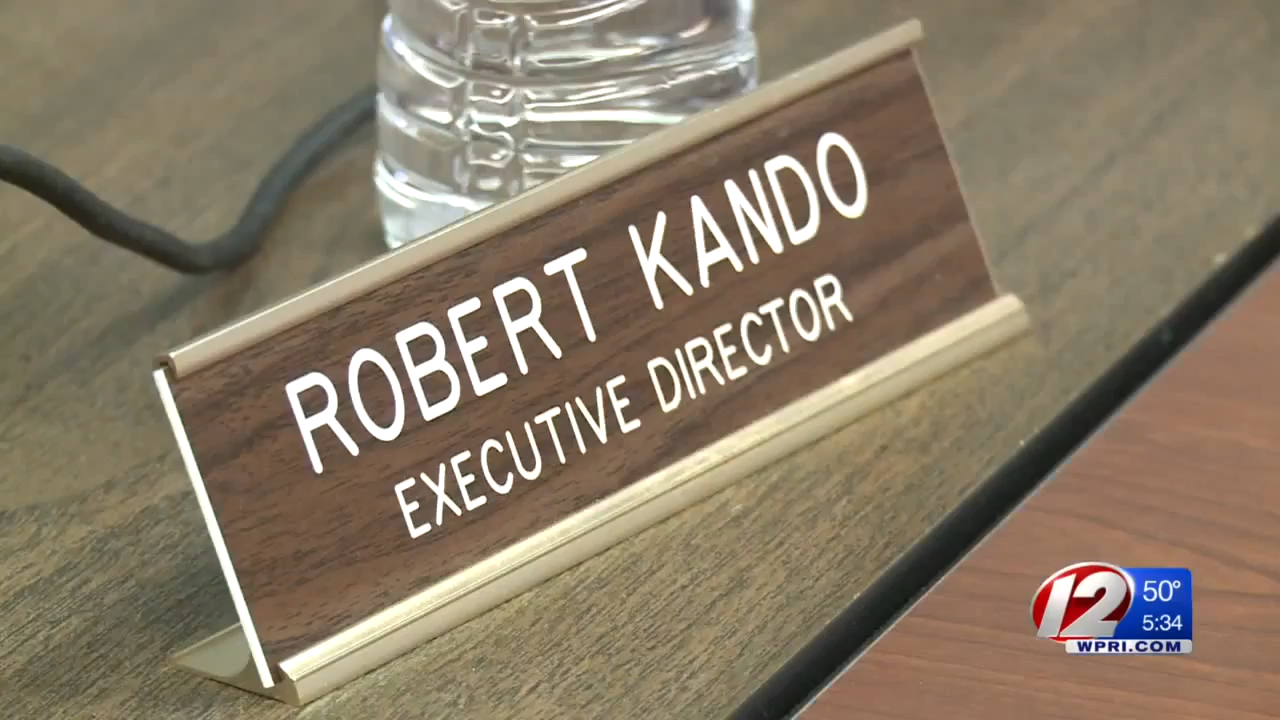 ROBERT KANDO
EXECUTIVE DIRECTOR
12
50°
5:34
WPRI.COM